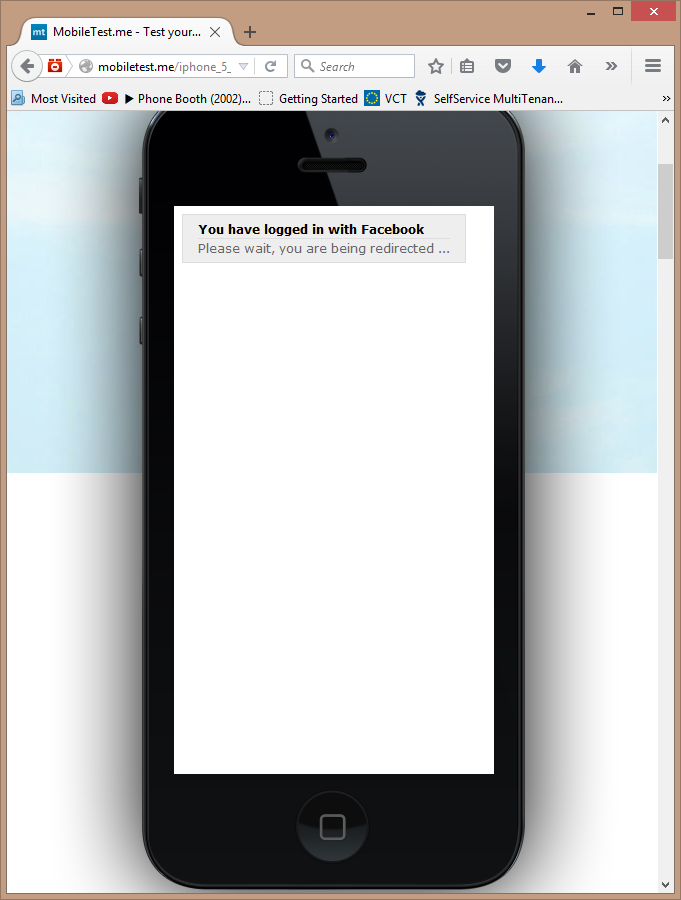 mt MobileTest.me - Test your...
mobiletest.me/iphone_5_
Search
Most Visited
Phone Booth (2002)...
Getting Started
VCT
SelfService MultiTenan...
You have logged in with Facebook
Please wait, you are being redirected ...